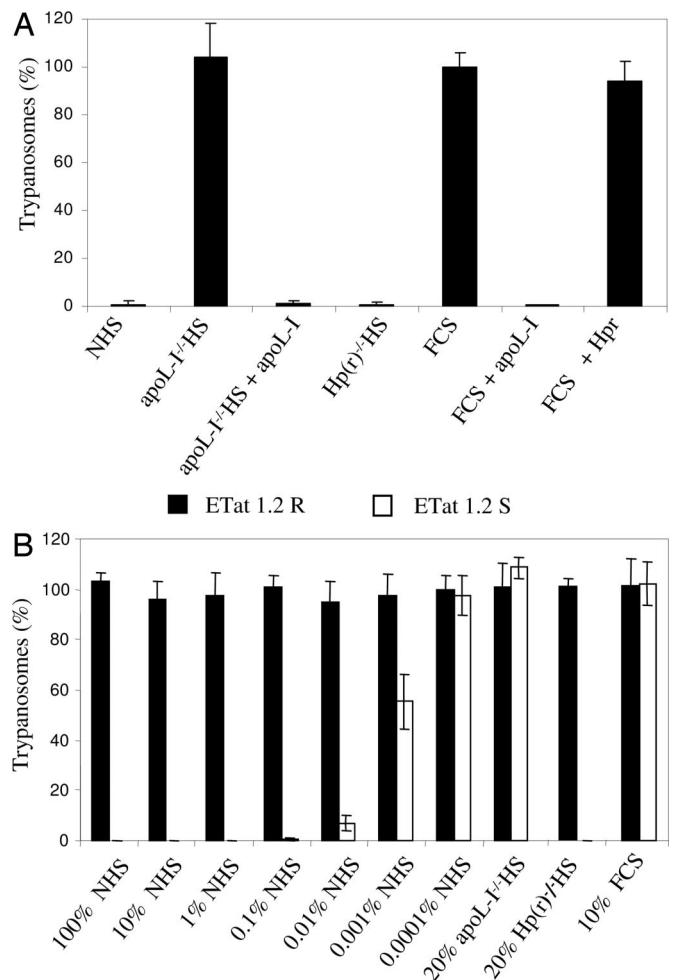 A
Trypanosomes (%)
120
100
80
60
40
20
0
NHS
apoL-I⁻/⁻HS
apoL-I⁻/⁻HS + apoL-I
Hp(r)⁻/⁻HS
FCS
FCS + apoL-I
FCS + Hpr
ETat 1.2 R
ETat 1.2 S
B
Trypanosomes (%)
120
100
80
60
40
20
0
100% NHS
10% NHS
1% NHS
0.1% NHS
0.01% NHS
0.001% NHS
0.0001% NHS
20% apoL-I⁻/⁻HS
20% Hp(r)⁻/⁻HS
10% FCS